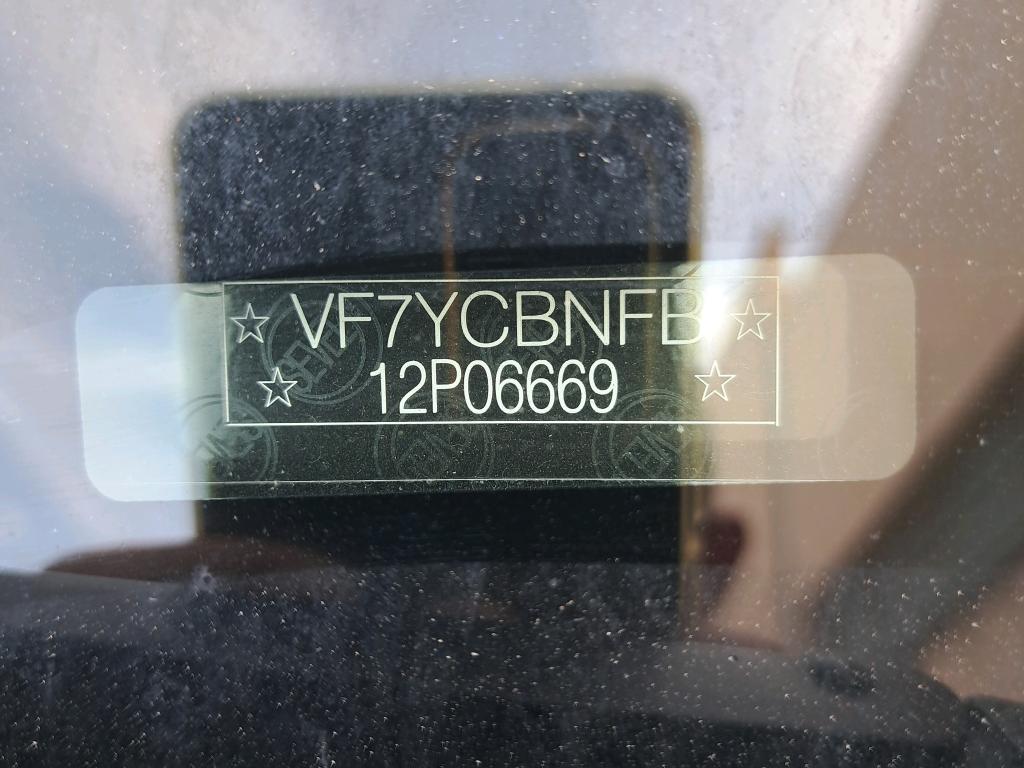 ☆ VF7YCBNFB ☆
☆ 12P06669 ☆